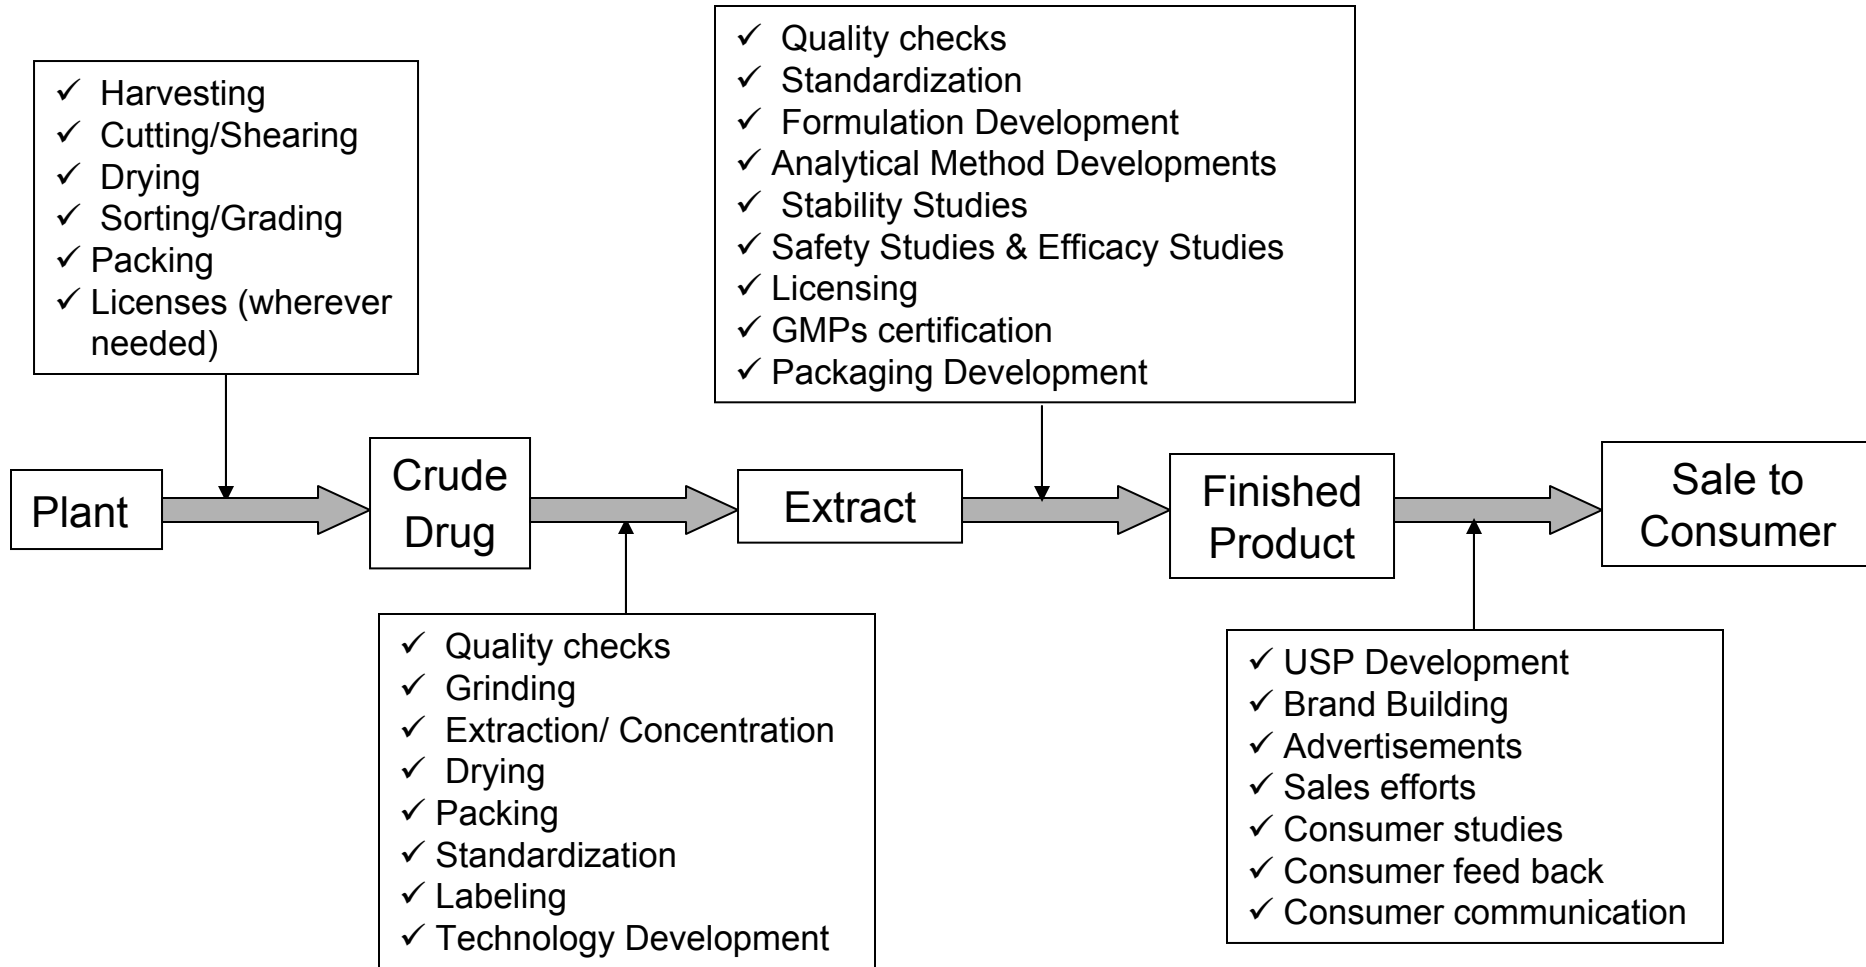 ✓ Harvesting
✓ Cutting/Shearing
✓ Drying
✓ Sorting/Grading
✓ Packing
✓ Licenses (wherever
needed)
✓ Quality checks
✓ Standardization
✓ Formulation Development
✓ Analytical Method Developments
✓ Stability Studies
✓ Safety Studies & Efficacy Studies
✓ Licensing
✓ GMPs certification
✓ Packaging Development
Plant
Crude
Drug
Extract
Finished
Product
Sale to
Consumer
✓ Quality checks
✓ Grinding
✓ Extraction/ Concentration
✓ Drying
✓ Packing
✓ Standardization
✓ Labeling
✓ Technology Development
✓ USP Development
✓ Brand Building
✓ Advertisements
✓ Sales efforts
✓ Consumer studies
✓ Consumer feed back
✓ Consumer communication